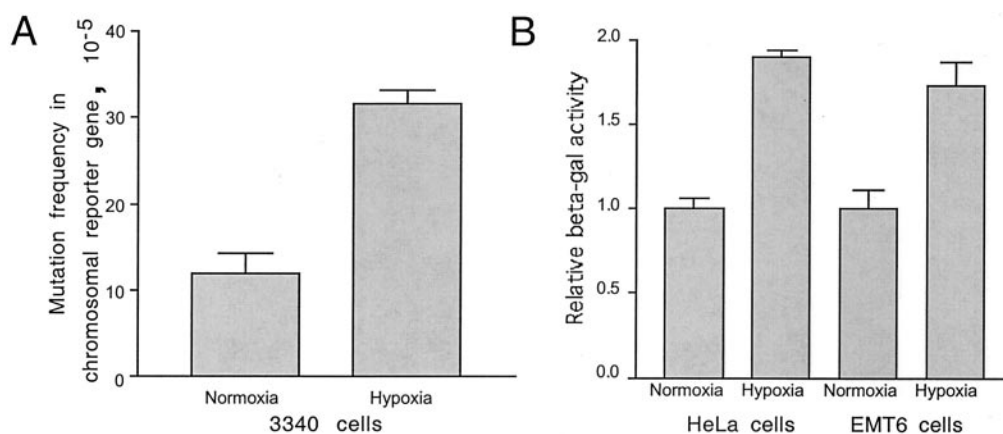 A
Mutation frequency in
chromosomal reporter gene, 10-5
40
30
20
10
0
Normoxia Hypoxia
3340 cells
B
Relative beta-gal activity
2.0
1.5
1.0
0.5
0.0
Normoxia Hypoxia Normoxia Hypoxia
HeLa cells EMT6 cells